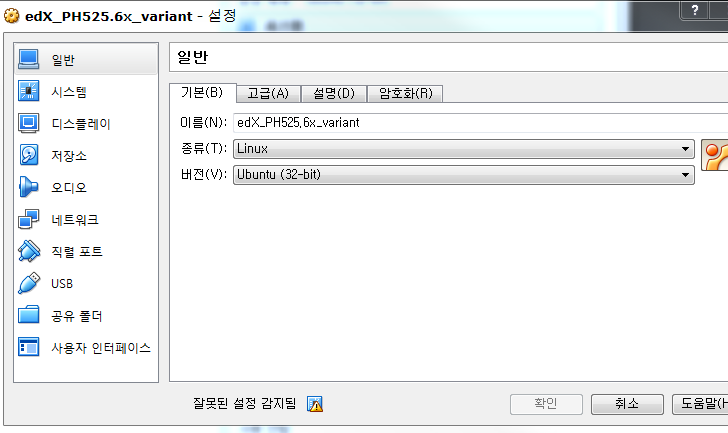 edX_PH525.6x_variant - 설정
?
일반
시스템
디스플레이
저장소
오디오
네트워크
직렬 포트
USB
공유 폴더
사용자 인터페이스
일반
기본(B) 고급(A) 설명(D) 암호화(R)
이름(N): edX_PH525,6x_variant
종류(T): Linux
버전(V): Ubuntu (32-bit)
잘못된 설정 감지됨
확인 취소 도움말(H